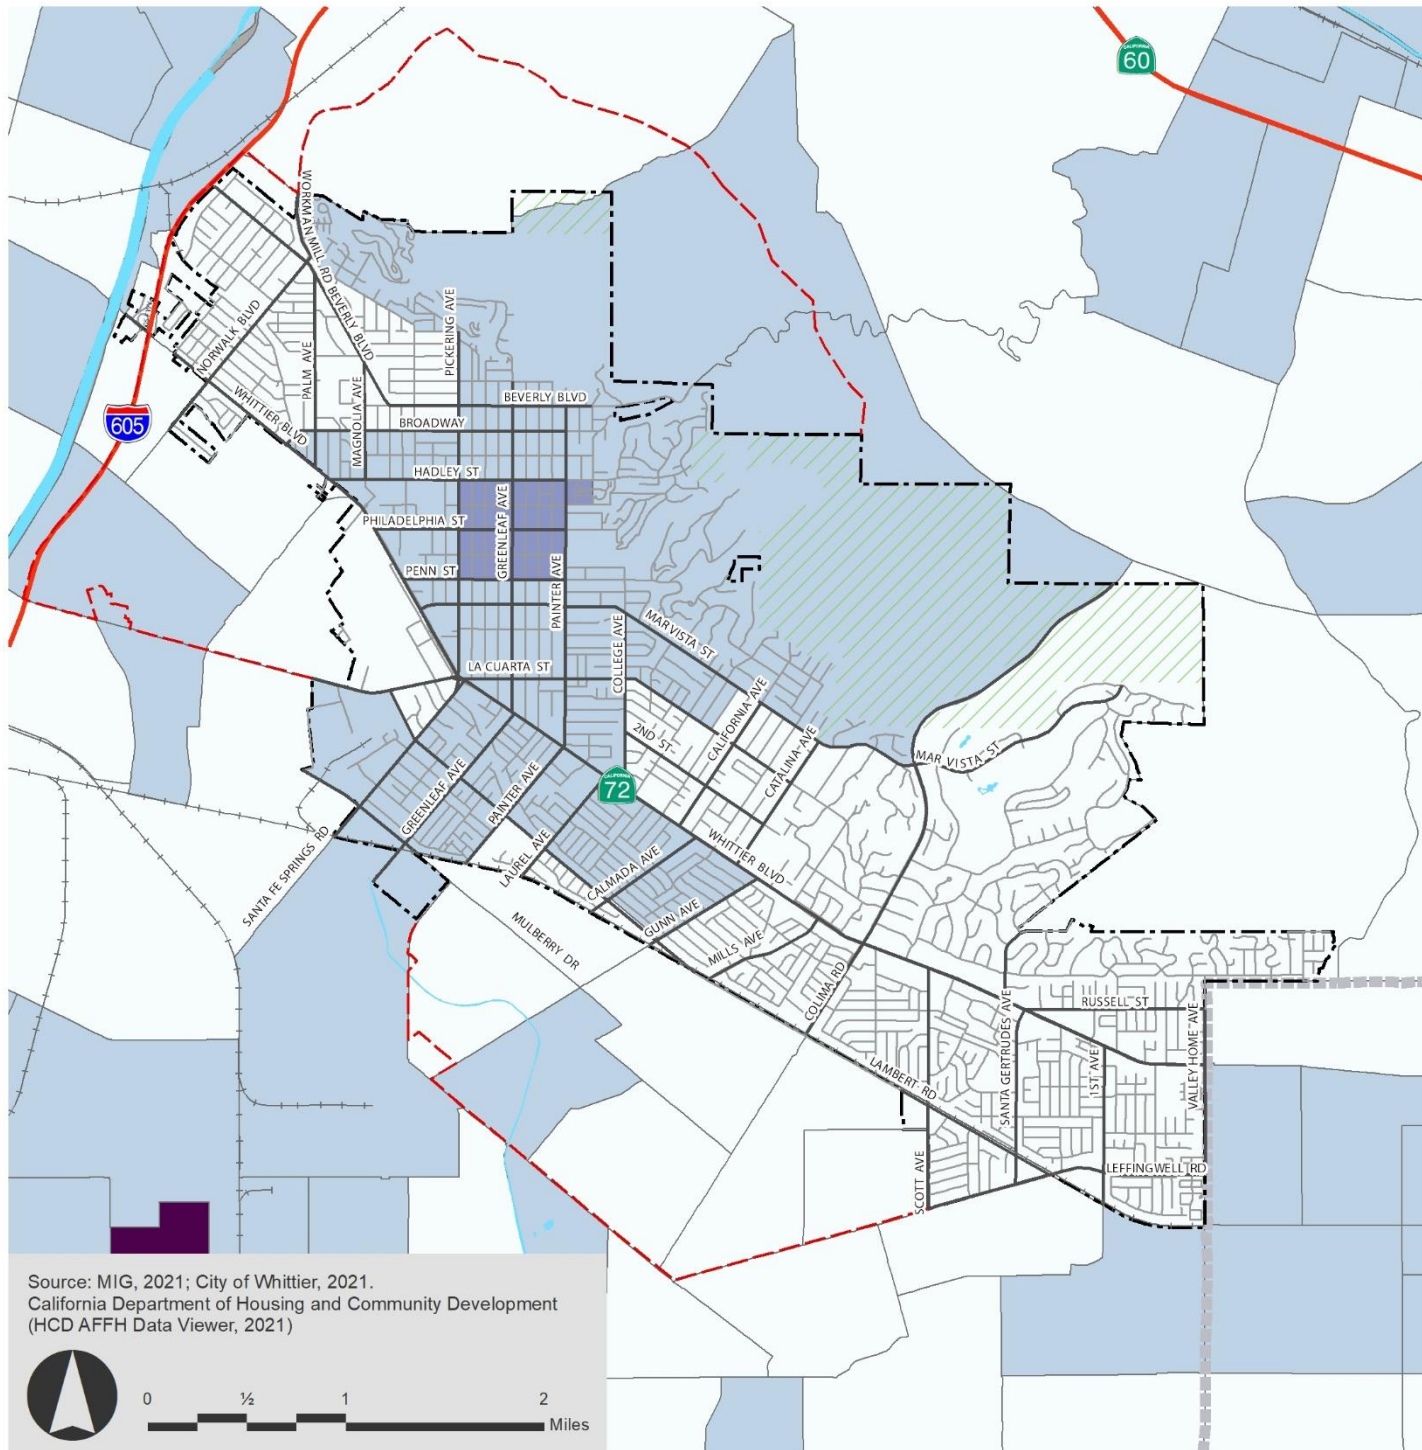 CALIFORNIA
60
WORKMAN MILL RD
BEVERLY BLVD
PICKERING AVE
NORWALK BLVD
PALM AVE
MAGNOLIA AVE
WHITTIER BLVD
605
BEVERLY BLVD
BROADWAY
HADLEY ST
GREENLEAF AVE
PHILADELPHIA ST
PENN ST
PAINTER AVE
COLLEGE AVE
MAR VISTA ST
LA CUARTA ST
2ND ST
CALIFORNIA AVE
CATALINA AVE
MAR VISTA ST
CALIFORNIA
72
GREENLEAF AVE
PAINTER AVE
LAUREL AVE
CALMADA AVE
WHITTIER BLVD
SANTA FE SPRINGS RD
GUNN AVE
MULBERRY DR
MILLS AVE
COLIMA RD
RUSSELL ST
SANTA GERTRUDES AVE
1ST AVE
VALLEY HOME AVE
LAMBERT RD
SCOTT AVE
LEFFINGWELL RD
Source: MIG, 2021; City of Whittier, 2021.
California Department of Housing and Community Development
(HCD AFFH Data Viewer, 2021)
0 ½ 1 2
Miles